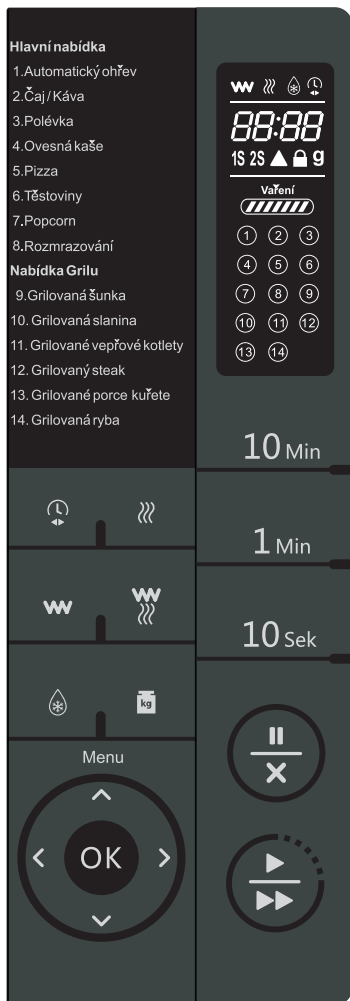 Hlavní nabídka
1.Automatický ohřev
2.Čaj / Káva
3.Polévka
4.Ovesná kaše
5.Pizza
6.Těstoviny
7.Popcorn
8.Rozmrazování
Nabídka Grilu
9.Grilovaná šunka
10. Grilovaná slanina
11. Grilované vepřové kotlety
12. Grilovaný steak
13. Grilované porce kuřete
14. Grilovaná ryba
88:88
1S 2S g
Vaření
1 2 3
4 5 6
7 8 9
10 11 12
13 14
10 Min
1 Min
10 Sek
kg
Menu
OK